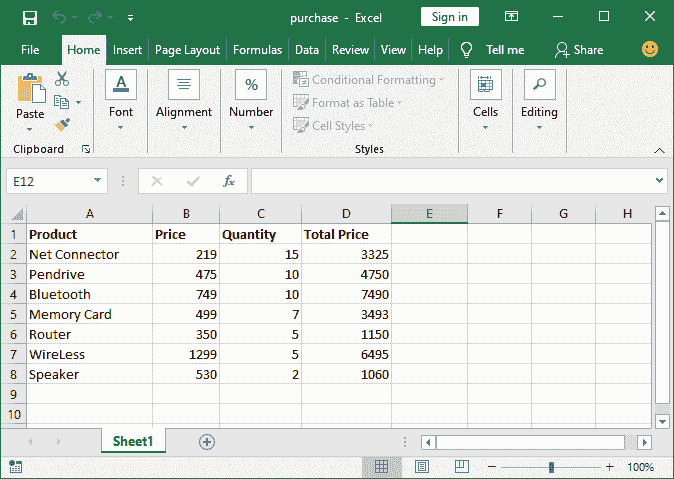 purchase - Excel
Sign in
File Home Insert Page Layout Formulas Data Review View Help Tell me Share
Paste
Clipboard
A
Font
Alignment
%
Number
Conditional Formatting
Format as Table
Cell Styles
Styles
Cells
Editing
E12 fx
A B C D E F G H
1 Product Price Quantity Total Price
2 Net Connector 219 15 3325
3 Pendrive 475 10 4750
4 Bluetooth 749 10 7490
5 Memory Card 499 7 3493
6 Router 350 5 1150
7 WireLess 1299 5 6495
8 Speaker 530 2 1060
9
10
Sheet1
100%